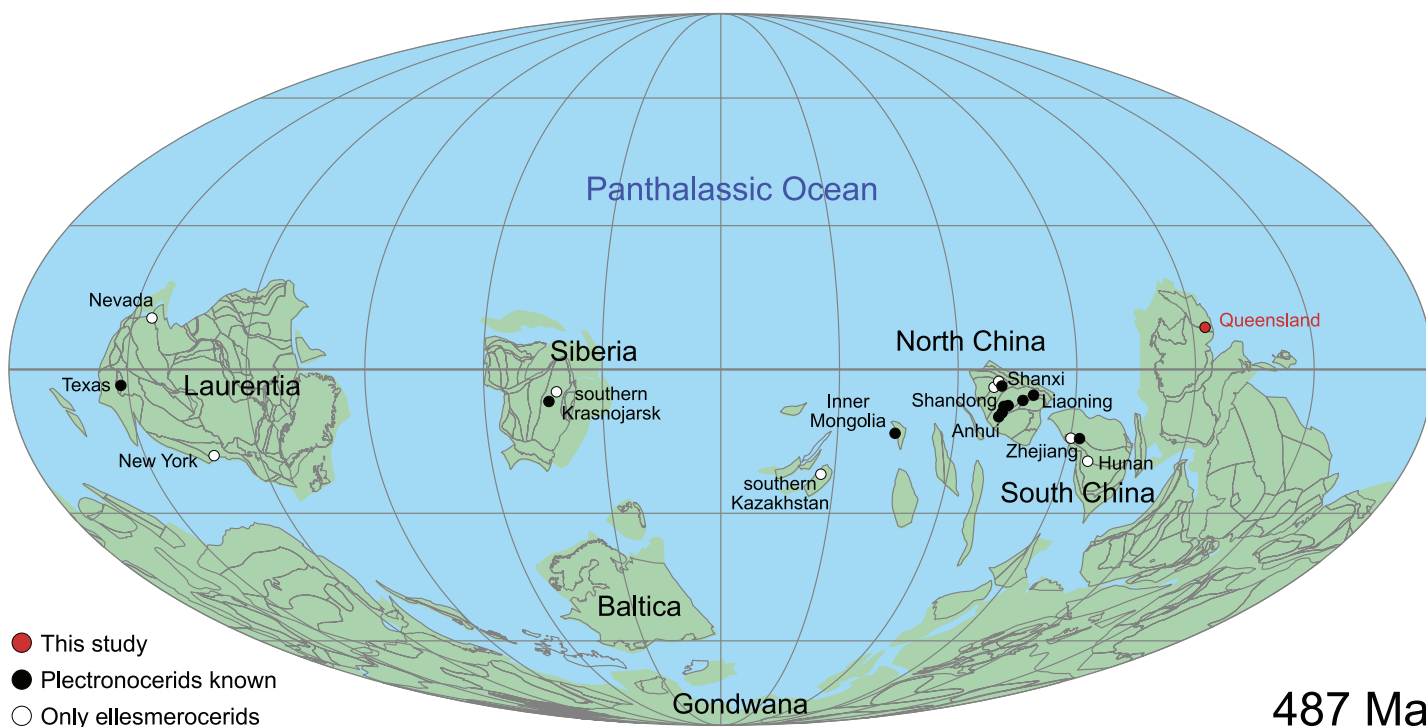 Panthalassic Ocean
Nevada
Queensland
North China
Siberia
Shanxi
Texas
Laurentia
southern
Krasnojarsk
Shandong
Liaoning
Inner
Mongolia
Anhui
Zhejiang
New York
Hunan
southern
Kazakhstan
South China
Baltica
This study
Plectronocerids known
Only ellesmerocerids
Gondwana
487 Ma